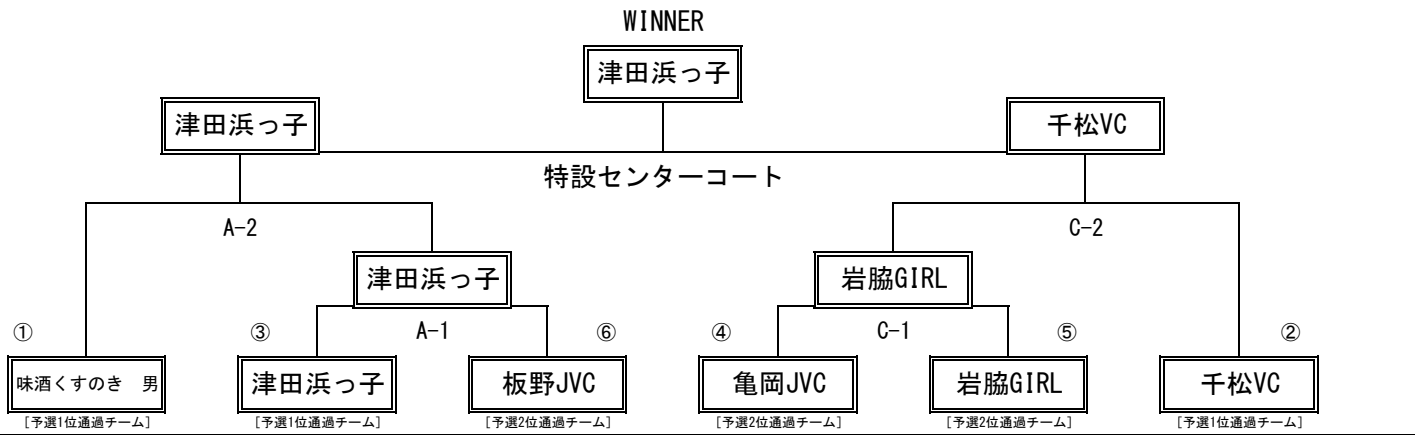 WINNER
津田浜っ子
津田浜っ子
千松VC
特設センターコート
A-2
C-2
津田浜っ子
岩脇GIRL
① ③ A-1 ⑥ ④ C-1 ⑤ ②
味酒くすのき　男
津田浜っ子
板野JVC
亀岡JVC
岩脇GIRL
千松VC
[予選1位通過チーム]
[予選1位通過チーム]
[予選2位通過チーム]
[予選2位通過チーム]
[予選2位通過チーム]
[予選1位通過チーム]